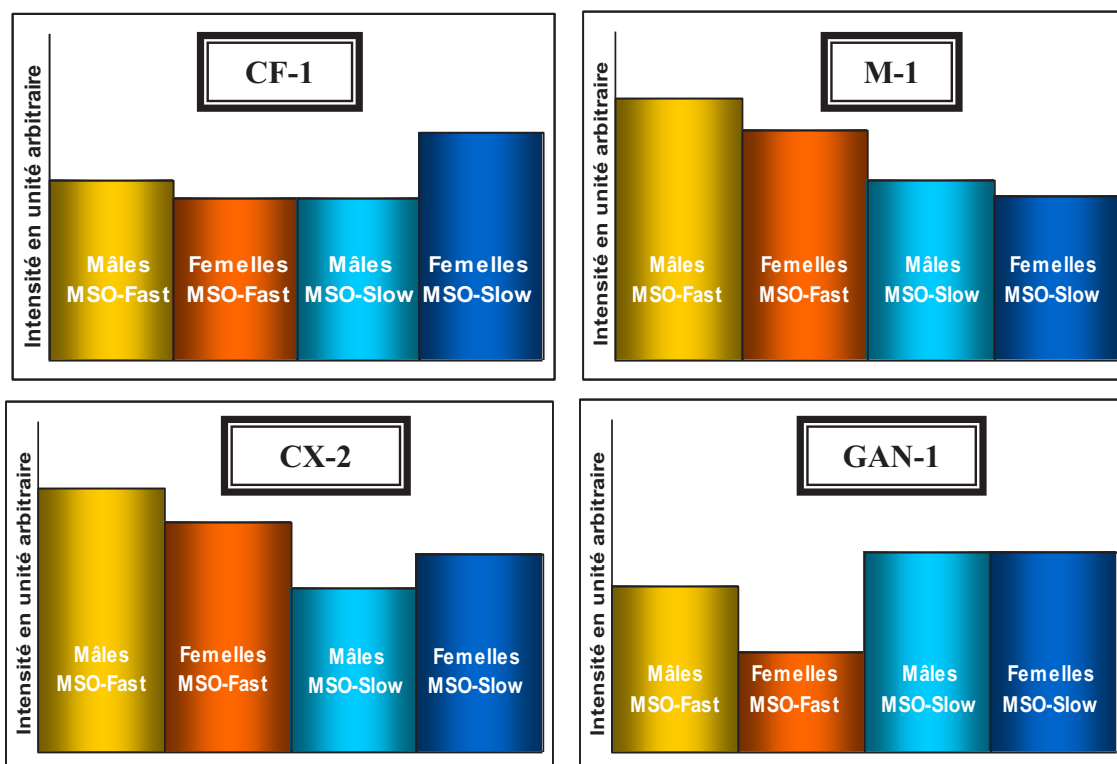 CF-1
Intensité en unité arbitraire
Mâles
MSO-Fast
Femelles
MSO-Fast
Mâles
MSO-Slow
Femelles
MSO-Slow
M-1
Intensité en unité arbitraire
Mâles
MSO-Fast
Femelles
MSO-Fast
Mâles
MSO-Slow
Femelles
MSO-Slow
CX-2
Intensité en unité arbitraire
Mâles
MSO-Fast
Femelles
MSO-Fast
Mâles
MSO-Slow
Femelles
MSO-Slow
GAN-1
Intensité en unité arbitraire
Mâles
MSO-Fast
Femelles
MSO-Fast
Mâles
MSO-Slow
Femelles
MSO-Slow